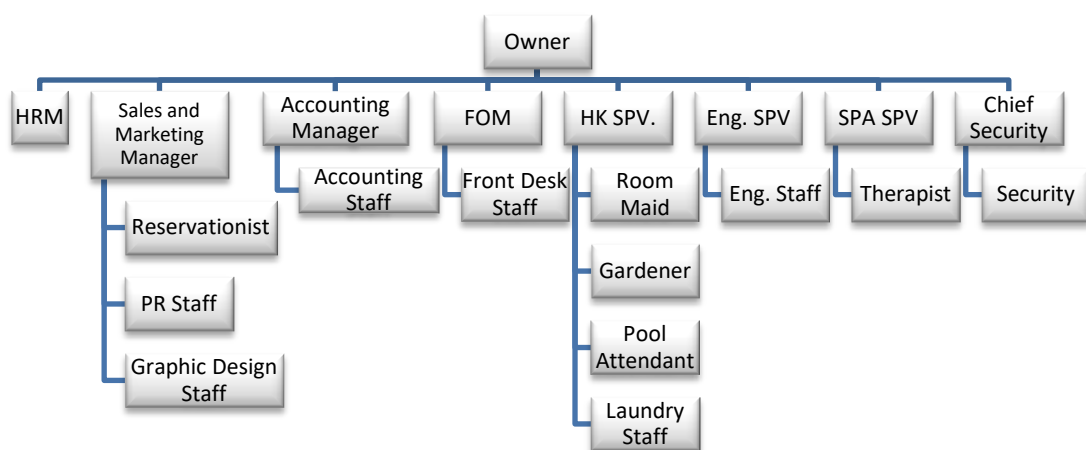 Owner
HRM
Sales and
Marketing
Manager
Accounting
Manager
FOM
HK SPV.
Eng. SPV
SPA SPV
Chief
Security
Reservationist
PR Staff
Graphic Design
Staff
Accounting
Staff
Front Desk
Staff
Room
Maid
Gardener
Pool
Attendant
Laundry
Staff
Eng. Staff
Therapist
Security